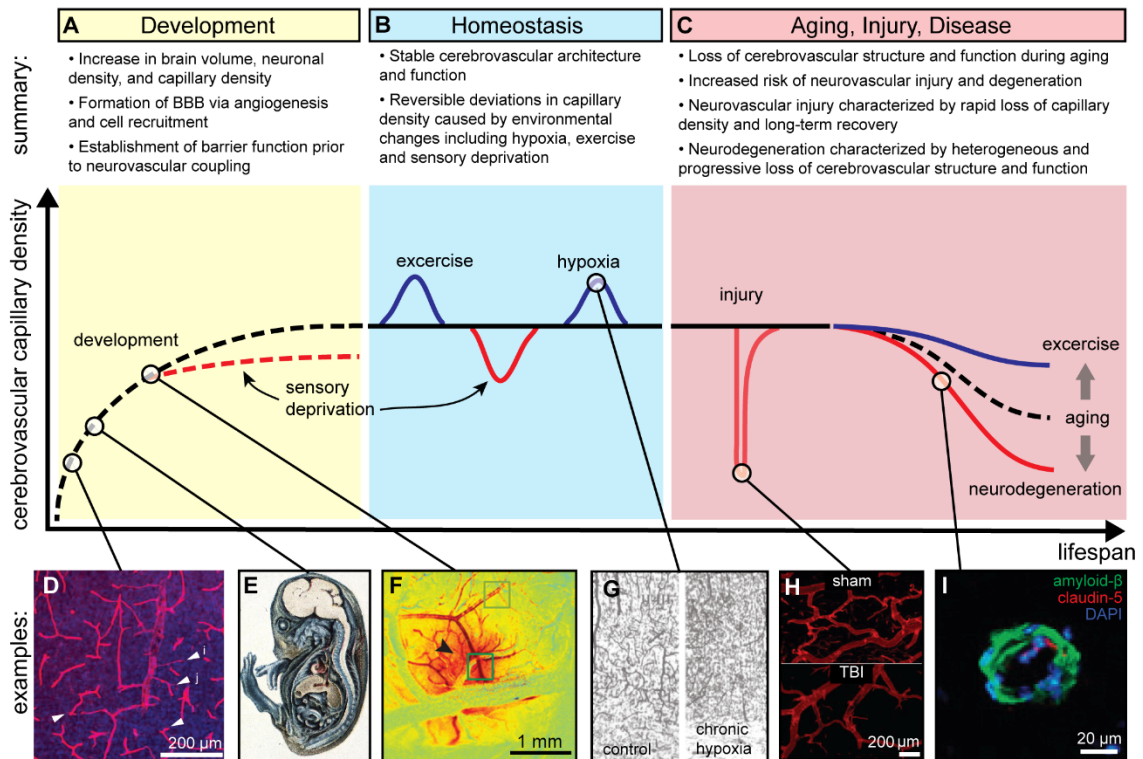 A Development
B Homeostasis
C Aging, Injury, Disease
summary:
• Increase in brain volume, neuronal
density, and capillary density
• Formation of BBB via angiogenesis
and cell recruitment
• Establishment of barrier function prior
to neurovascular coupling
• Stable cerebrovascular architecture
and function
• Reversible deviations in capillary
density caused by environmental
changes including hypoxia, exercise
and sensory deprivation
• Loss of cerebrovascular structure and function during aging
• Increased risk of neurovascular injury and degeneration
• Neurovascular injury characterized by rapid loss of capillary
density and long-term recovery
• Neurodegeneration characterized by heterogeneous and
progressive loss of cerebrovascular structure and function
cerebrovascular capillary density
development
sensory
deprivation
excercise
hypoxia
injury
excercise
aging
neurodegeneration
lifespan
examples:
D
i
j
200 µm
E
F
1 mm
G
control
chronic
hypoxia
H
sham
TBI
200 µm
I
amyloid-β
claudin-5
DAPI
20 µm